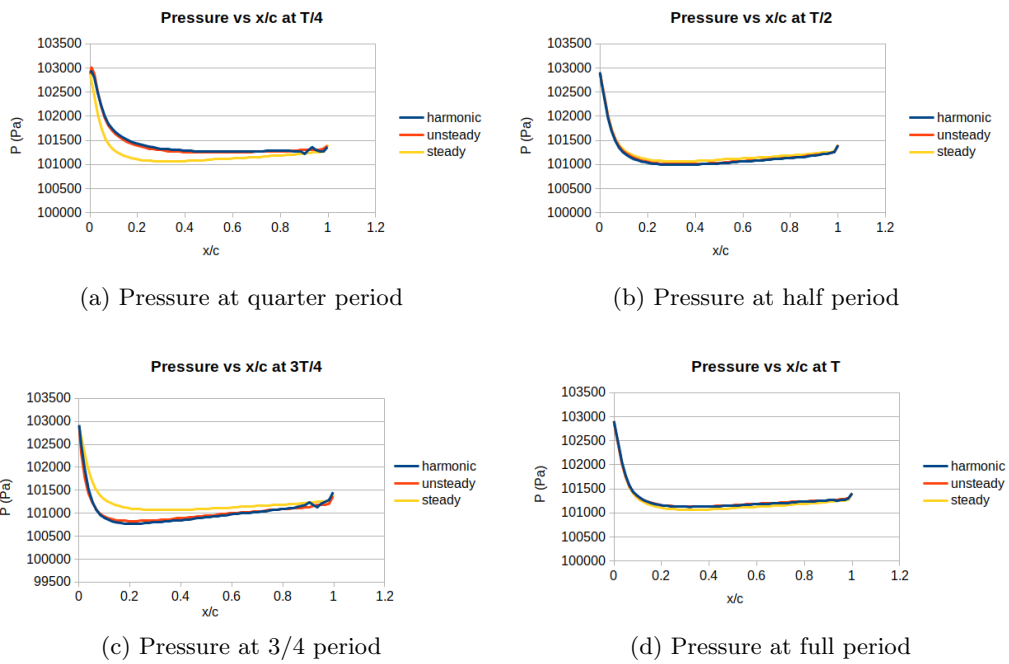 Pressure vs x/c at T/4
103500
103000
102500
102000
101500
101000
100500
100000
P (Pa)
0 0.2 0.4 0.6 0.8 1 1.2
x/c
harmonic
unsteady
steady
(a) Pressure at quarter period
Pressure vs x/c at T/2
103500
103000
102500
102000
101500
101000
100500
100000
P (Pa)
0 0.2 0.4 0.6 0.8 1 1.2
x/c
harmonic
unsteady
steady
(b) Pressure at half period
Pressure vs x/c at 3T/4
103500
103000
102500
102000
101500
101000
100500
100000
99500
P (Pa)
0 0.2 0.4 0.6 0.8 1 1.2
x/c
harmonic
unsteady
steady
(c) Pressure at 3/4 period
Pressure vs x/c at T
103500
103000
102500
102000
101500
101000
100500
100000
P (Pa)
0 0.2 0.4 0.6 0.8 1 1.2
x/c
harmonic
unsteady
steady
(d) Pressure at full period